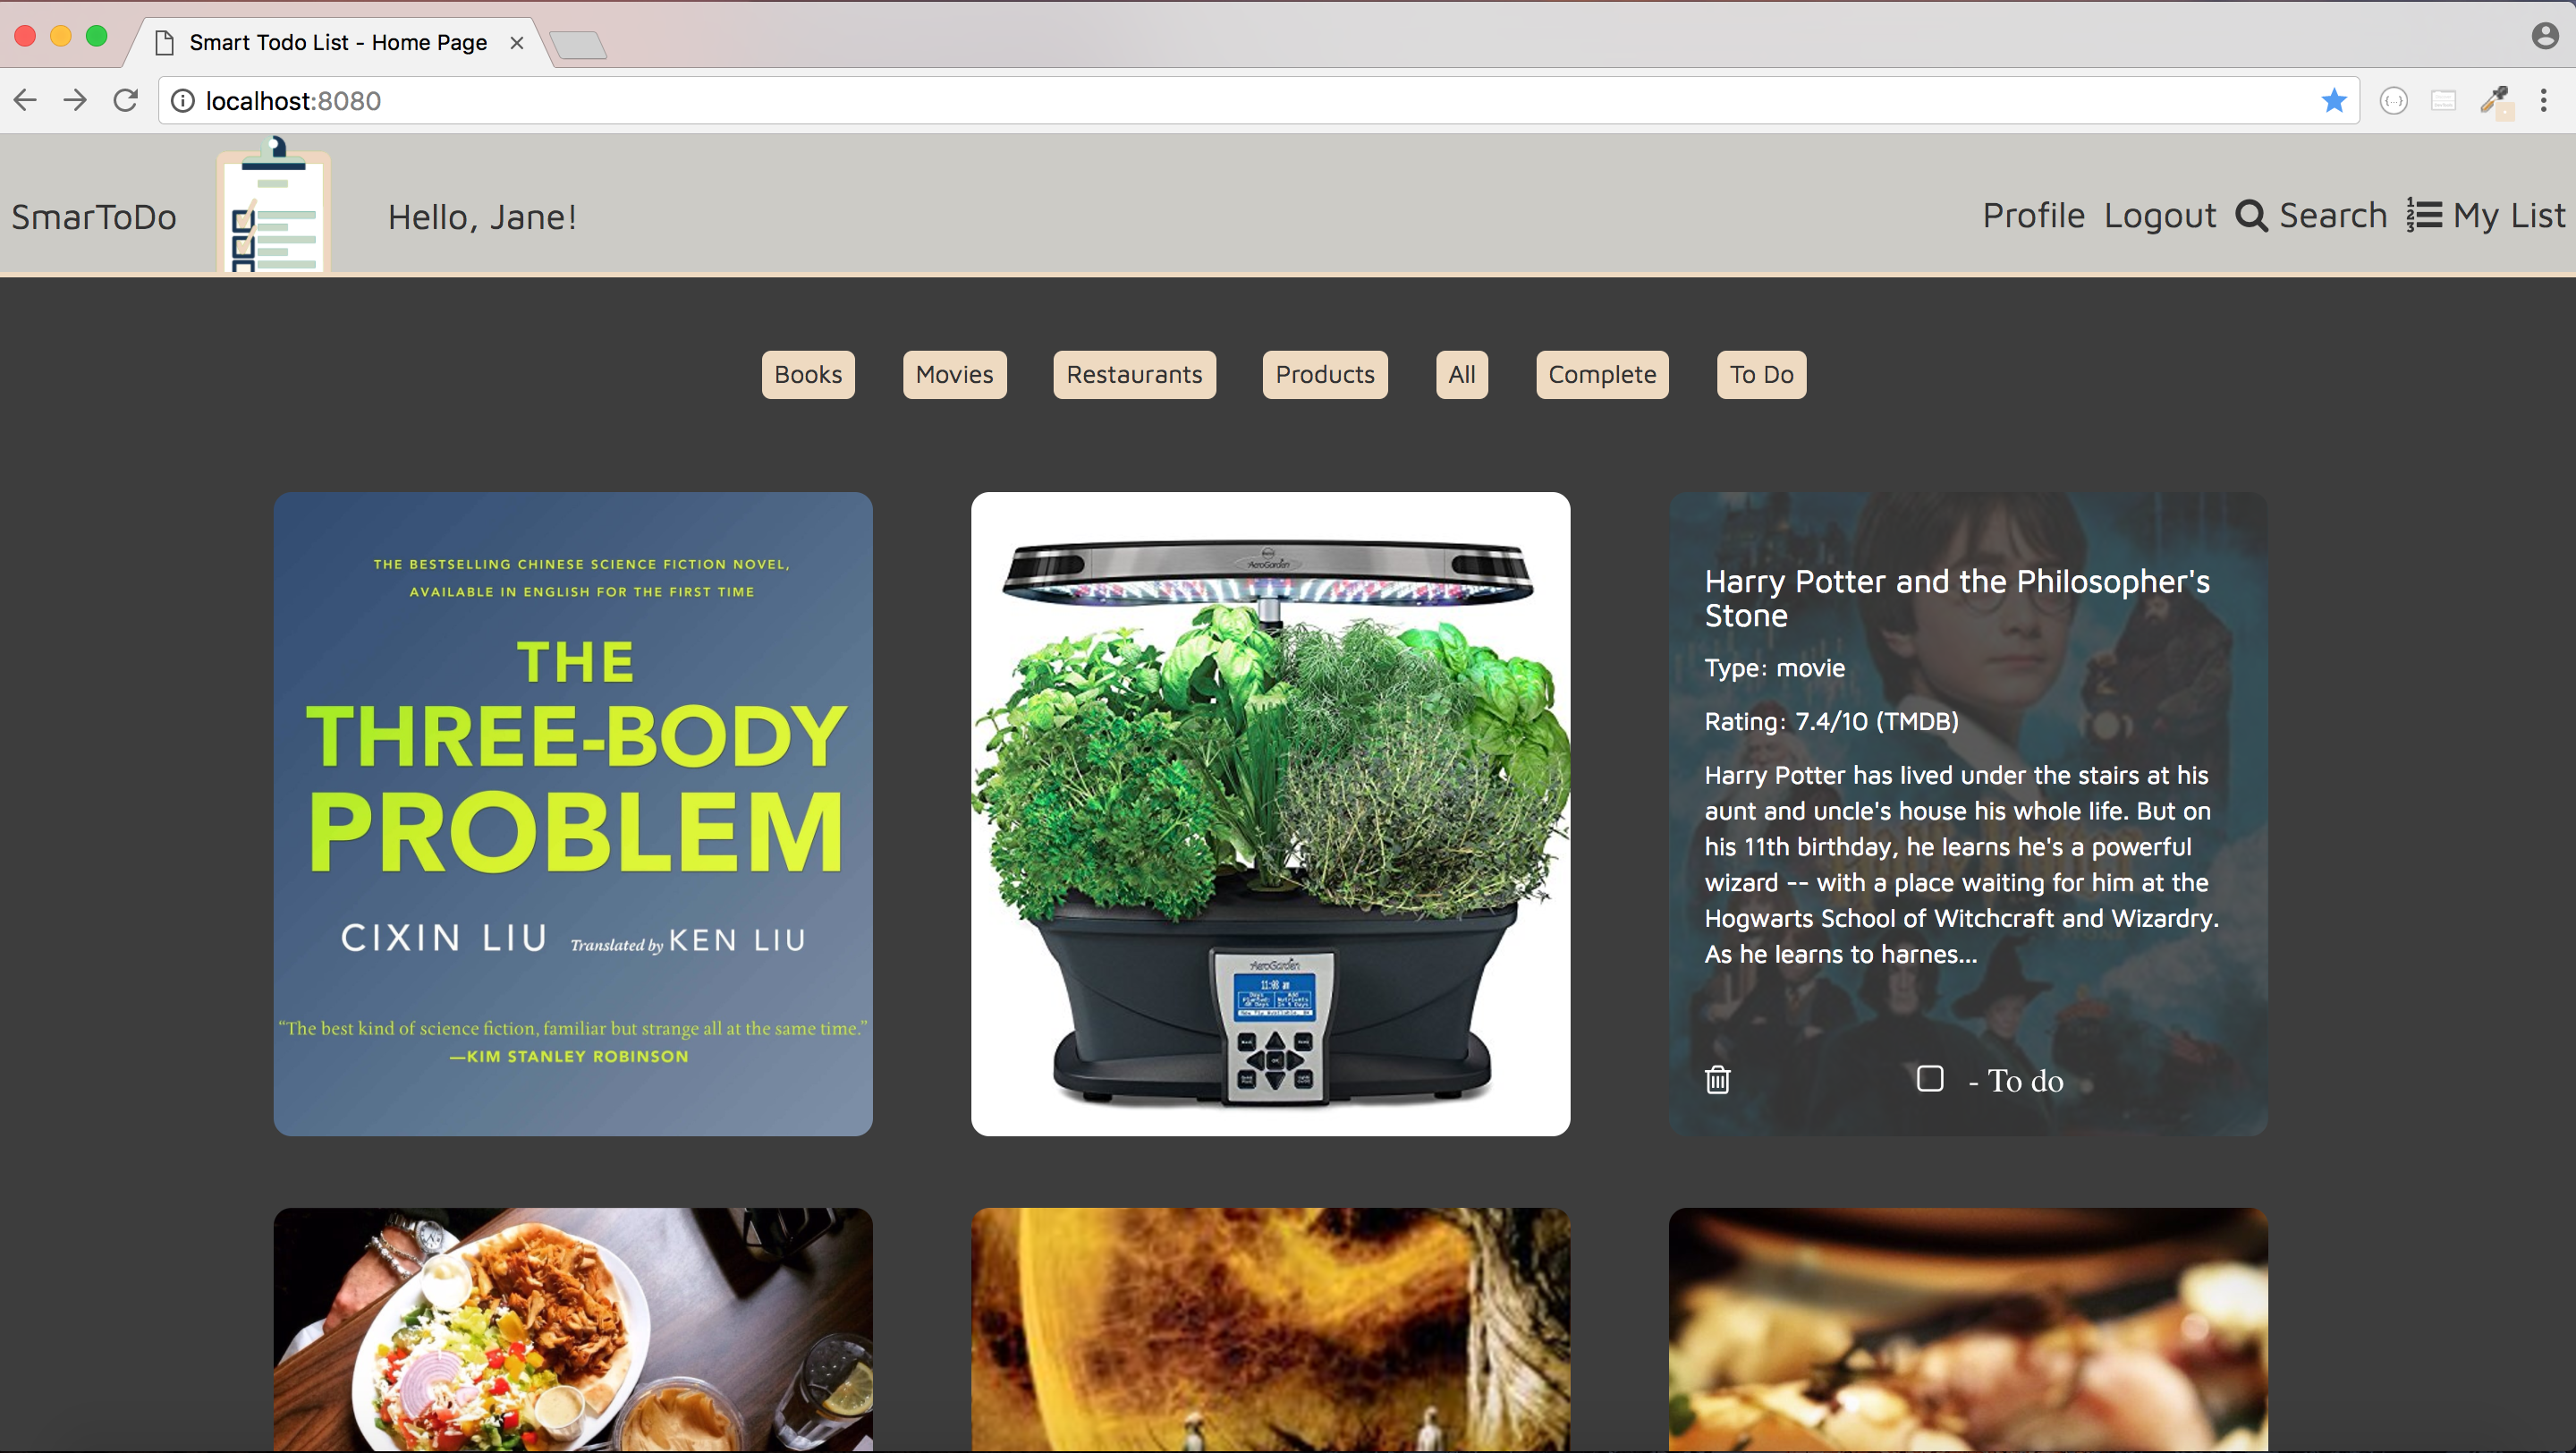 Smart Todo List - Home Page
localhost:8080
SmarToDo
Hello, Jane!
Profile Logout Search My List
Books Movies Restaurants Products All Complete To Do
THE BESTSELLING CHINESE SCIENCE FICTION NOVEL,
AVAILABLE IN ENGLISH FOR THE FIRST TIME
THE
THREE-BODY
PROBLEM
CIXIN LIU Translated by KEN LIU
“The best kind of science fiction, familiar but strange all at the same time.”
—KIM STANLEY ROBINSON
AeroGarden
AeroGarden
11:08 am
Harry Potter and the Philosopher's
Stone
Type: movie
Rating: 7.4/10 (TMDB)
Harry Potter has lived under the stairs at his
aunt and uncle's house his whole life. But on
his 11th birthday, he learns he's a powerful
wizard -- with a place waiting for him at the
Hogwarts School of Witchcraft and Wizardry.
As he learns to harnes...
- To do